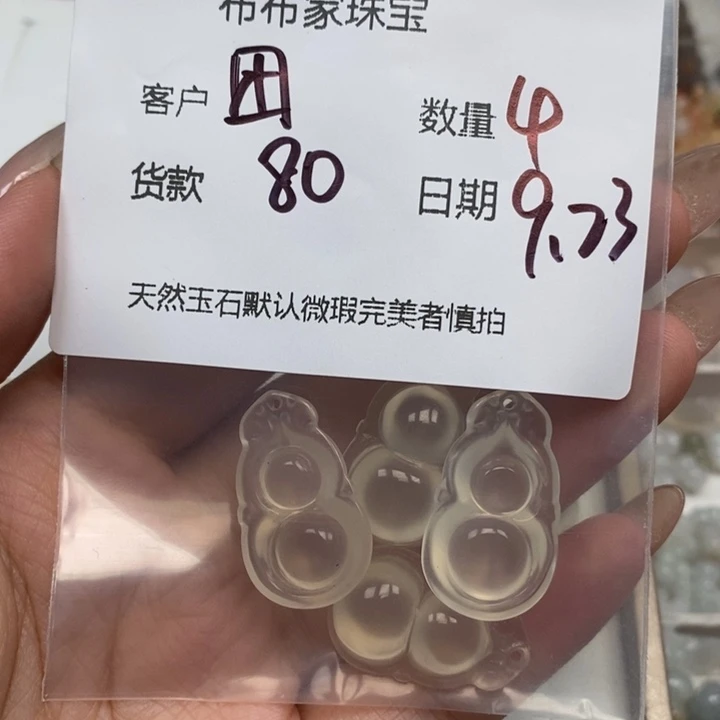 布布家珠宝
客户 团 数量 4
货款 80 日期 9.23
天然玉石默认微瑕完美者慎拍